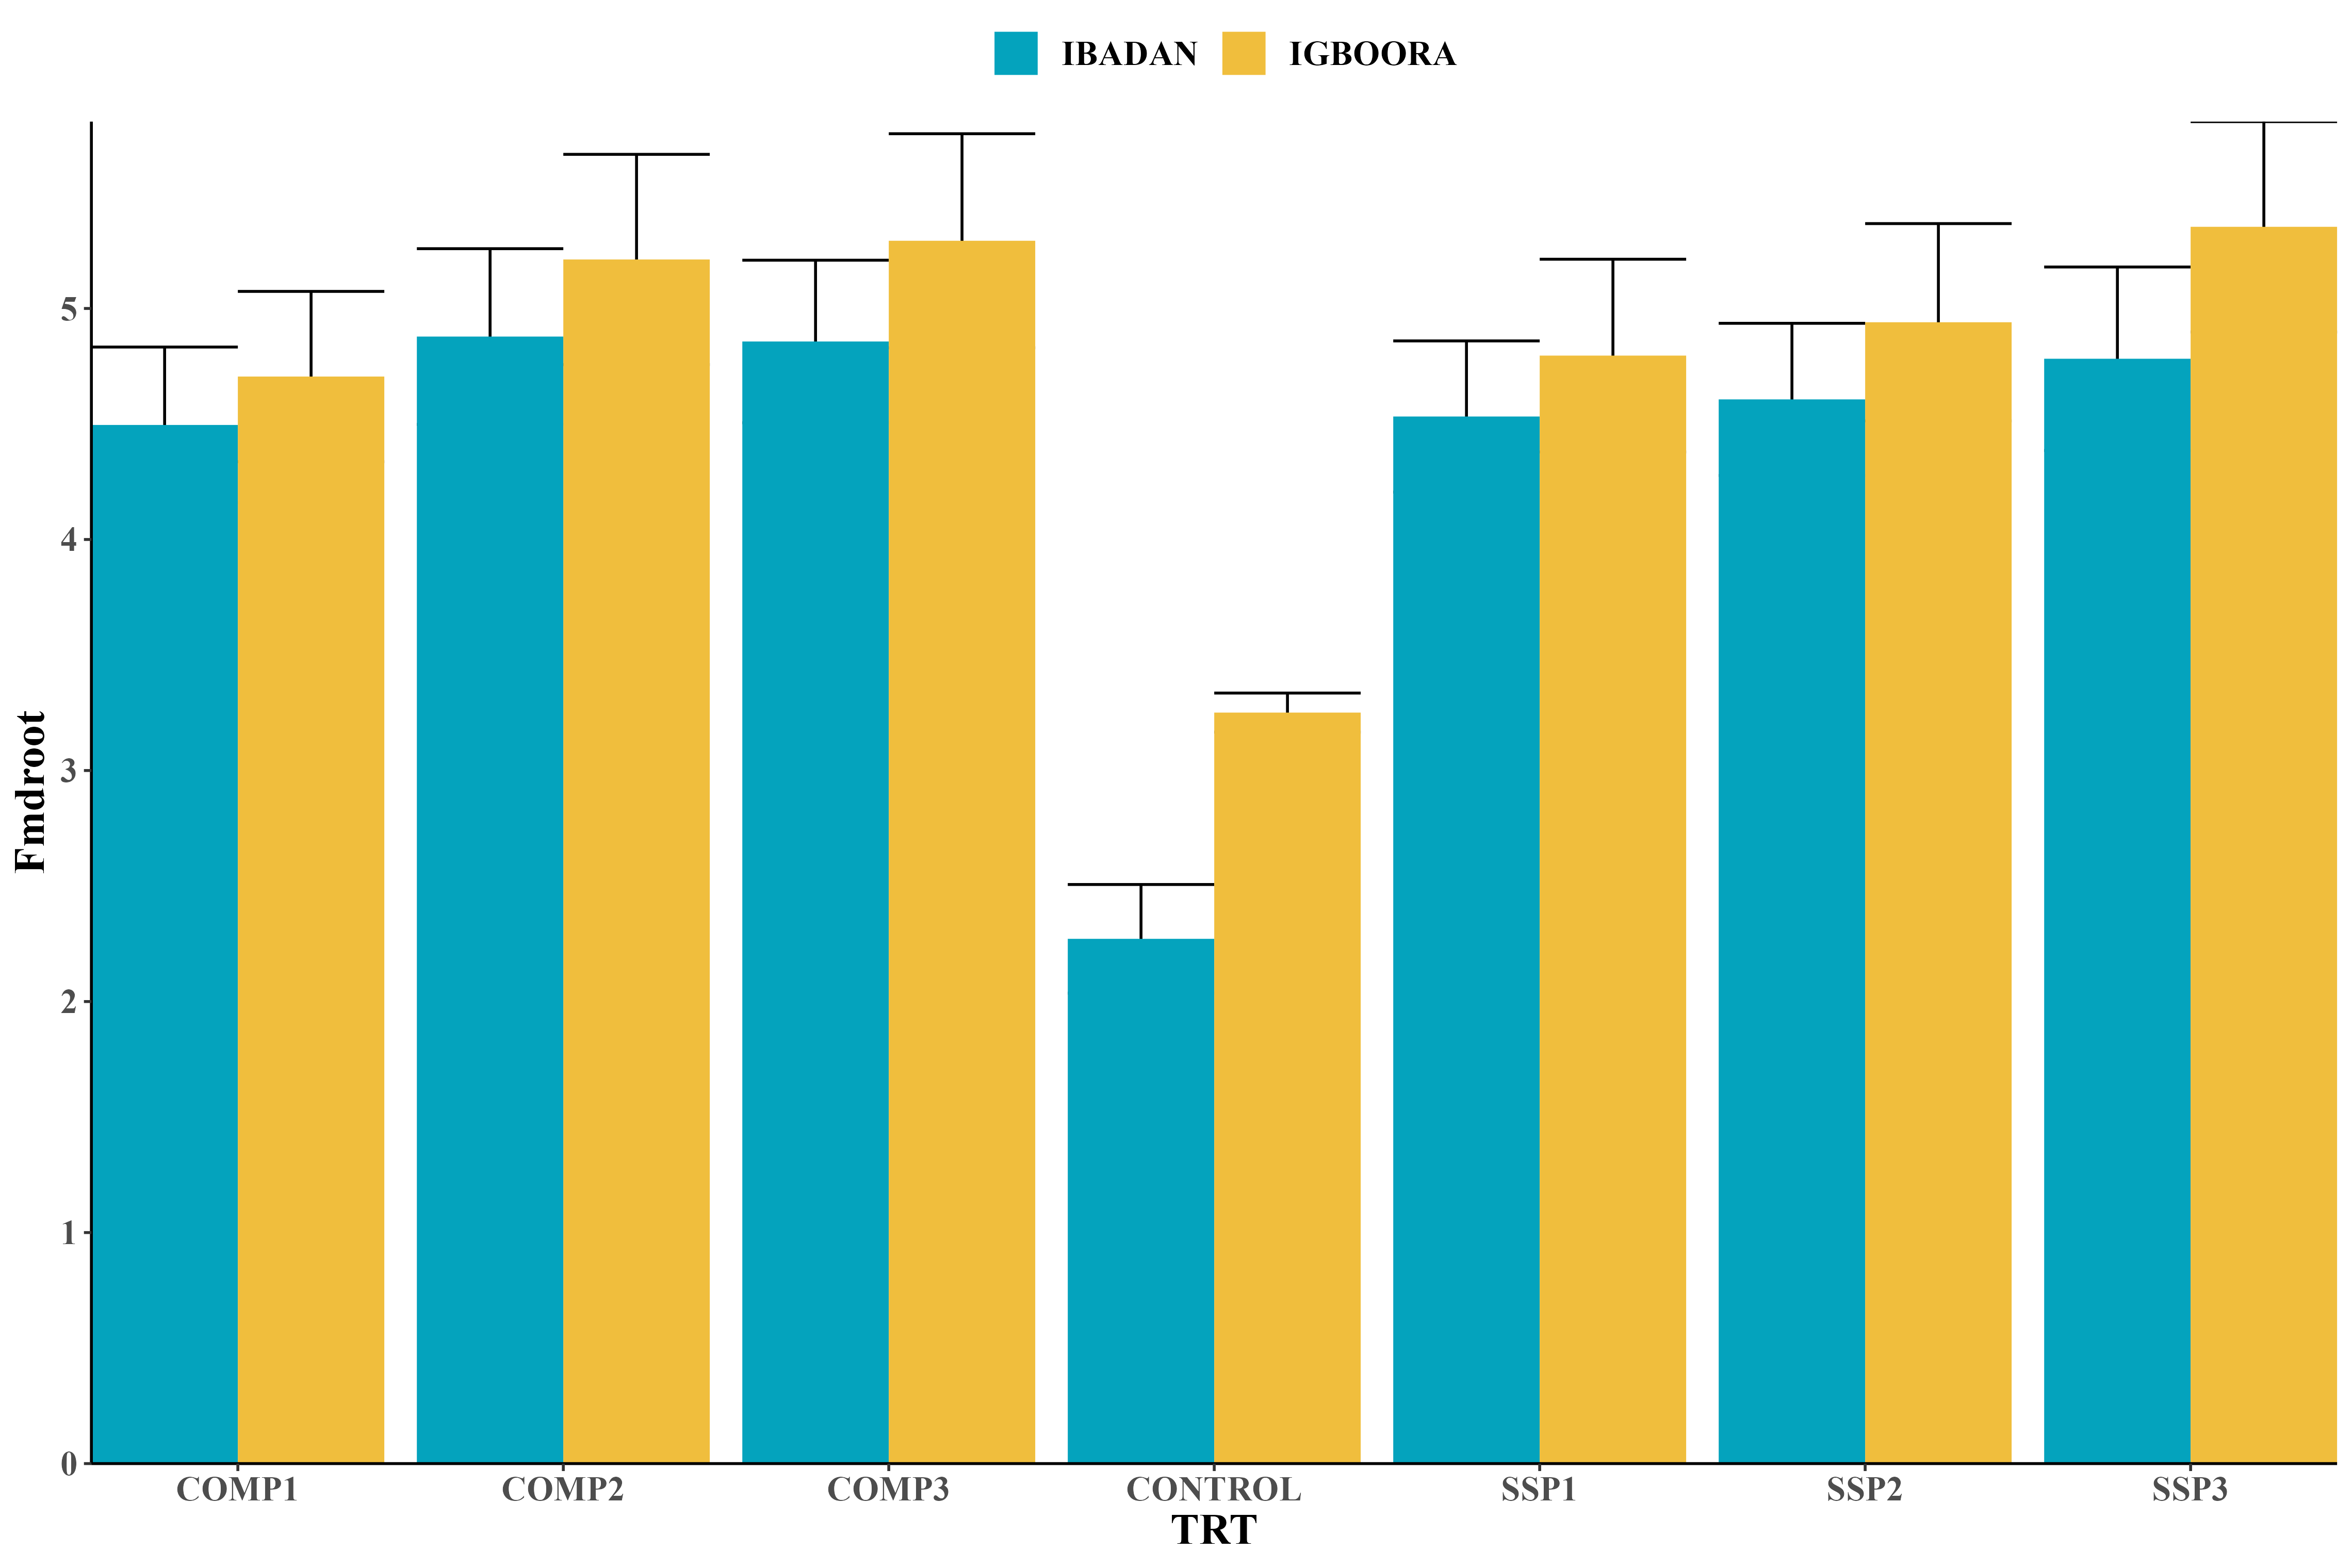 IBADAN IGBOORA
Fmdroot
5
4
3
2
1
0
COMP1 COMP2 COMP3 CONTROL SSP1 SSP2 SSP3
TRT